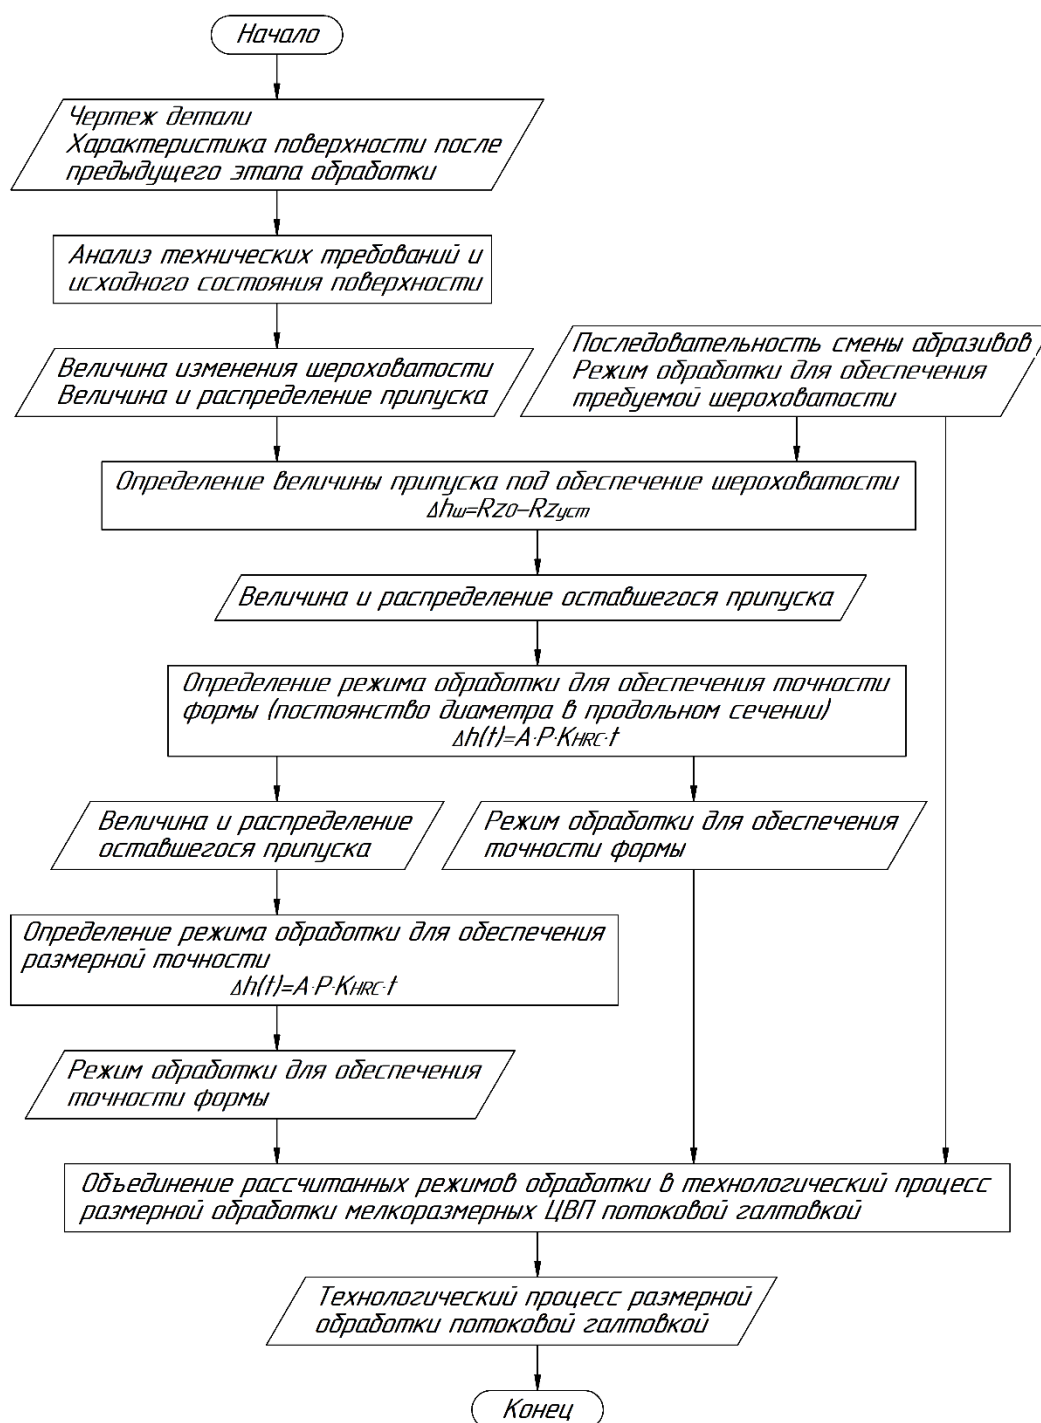 Начало
Чертеж детали
Характеристика поверхности после
предыдущего этапа обработки
Анализ технических требований и
исходного состояния поверхности
Величина изменения шероховатости
Величина и распределение припуска
Последовательность смены абразивов
Режим обработки для обеспечения
требуемой шероховатости
Определение величины припуска под обеспечение шероховатости
Δhш=Rz0–Rzуст
Величина и распределение оставшегося припуска
Определение режима обработки для обеспечения точности
формы (постоянство диаметра в продольном сечении)
Δh(t)=A·P·KHRC·t
Величина и распределение
оставшегося припуска
Режим обработки для обеспечения
точности формы
Определение режима обработки для обеспечения
размерной точности
Δh(t)=A·P·KHRC·t
Режим обработки для обеспечения
точности формы
Объединение рассчитанных режимов обработки в технологический процесс
размерной обработки мелкоразмерных ЦВП потоковой галтовкой
Технологический процесс размерной
обработки потоковой галтовкой
Конец